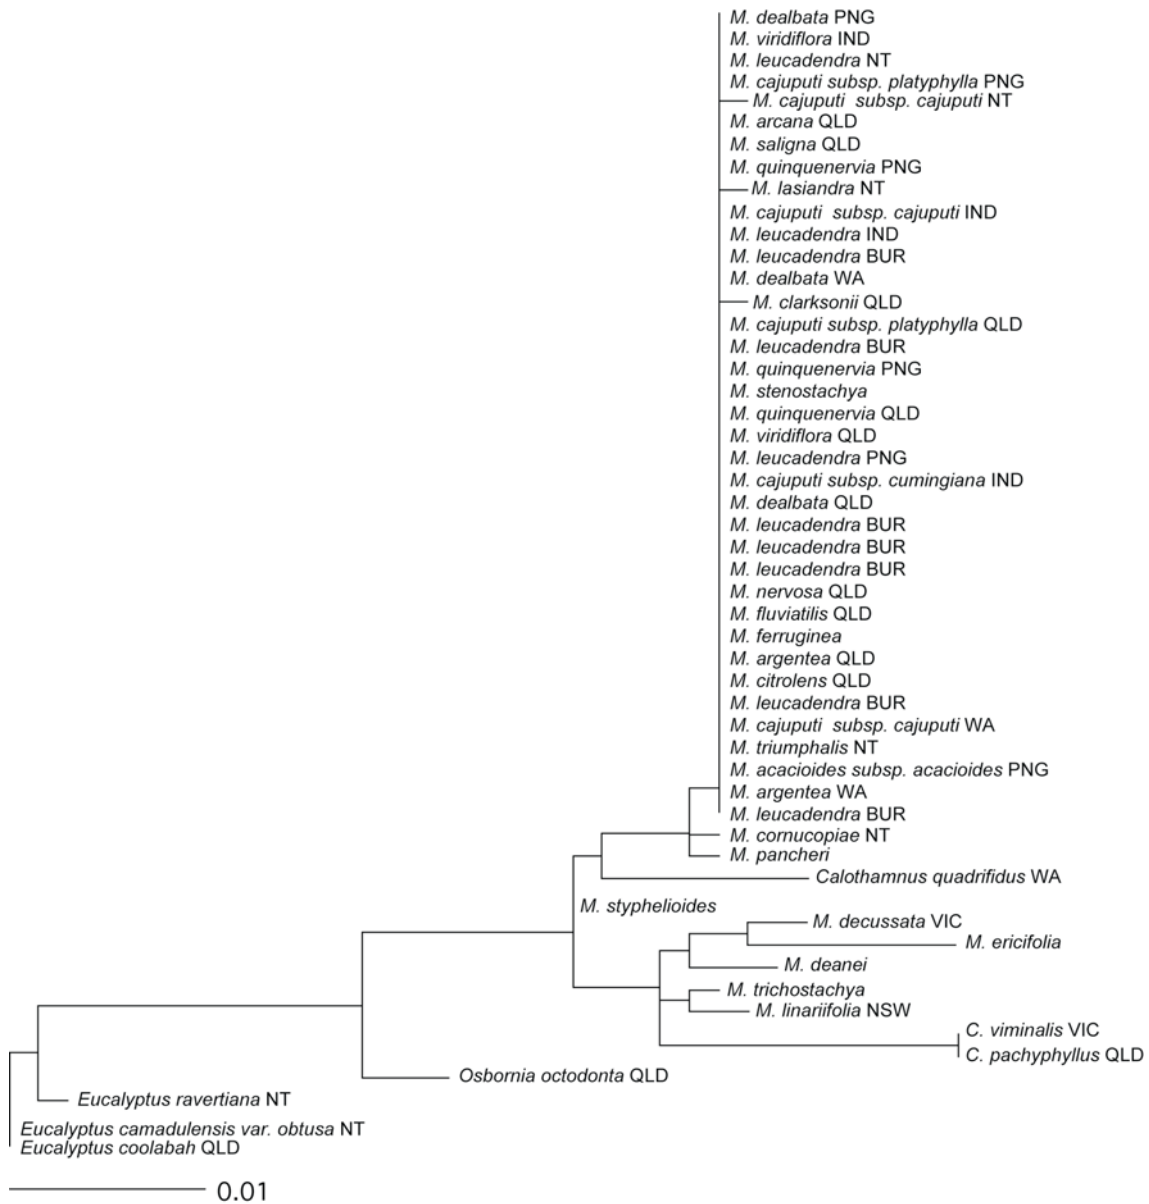 M. dealbata PNG
M. viridiflora IND
M. leucadendra NT
M. cajuputi subsp. platyphylla PNG
M. cajuputi subsp. cajuputi NT
M. arcana QLD
M. saligna QLD
M. quinquenervia PNG
M. lasiandra NT
M. cajuputi subsp. cajuputi IND
M. leucadendra IND
M. leucadendra BUR
M. dealbata WA
M. clarksonii QLD
M. cajuputi subsp. platyphylla QLD
M. leucadendra BUR
M. quinquenervia PNG
M. stenostachya
M. quinquenervia QLD
M. viridiflora QLD
M. leucadendra PNG
M. cajuputi subsp. cumingiana IND
M. dealbata QLD
M. leucadendra BUR
M. leucadendra BUR
M. leucadendra BUR
M. nervosa QLD
M. fluviatilis QLD
M. ferruginea
M. argentea QLD
M. citrolens QLD
M. leucadendra BUR
M. cajuputi subsp. cajuputi WA
M. triumphalis NT
M. acacioides subsp. acacioides PNG
M. argentea WA
M. leucadendra BUR
M. cornucopiae NT
M. pancheri
Calothamnus quadrifidus WA
M. styphelioides
M. decussata VIC
M. ericifolia
M. deanei
M. trichostachya
M. linariifolia NSW
C. viminalis VIC
C. pachyphyllus QLD
Osbornia octodonta QLD
Eucalyptus ravertiana NT
Eucalyptus camadulensis var. obtusa NT
Eucalyptus coolabah QLD
0.01